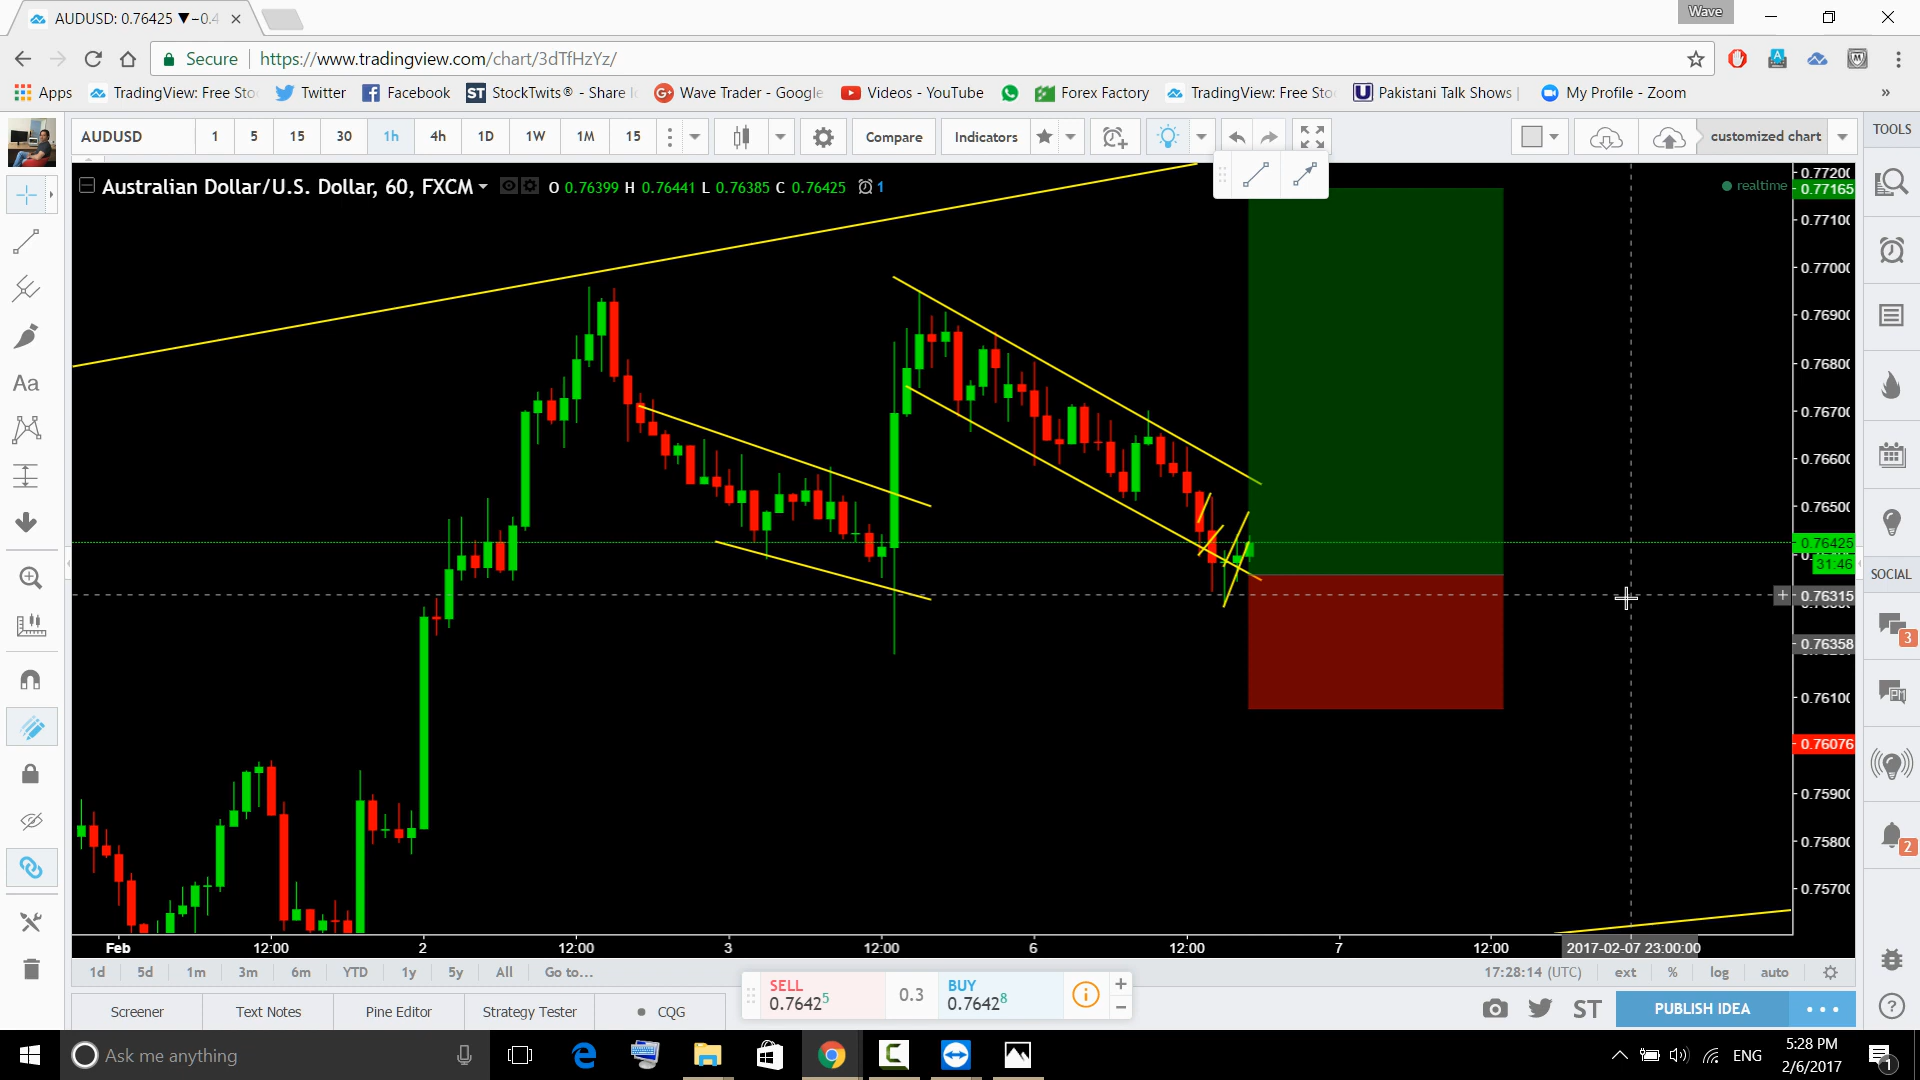 AUDUSD: 0.76425 ▼−0.4
Wave
Secure https://www.tradingview.com/chart/3dTfHzYz/
Apps TradingView: Free Sto Twitter Facebook StockTwits® - Share Wave Trader - Google Videos - YouTube Forex Factory TradingView: Free Sto Pakistani Talk Shows | My Profile - Zoom »
AUDUSD 1 5 15 30 1h 4h 1D 1W 1M 15 Compare Indicators customized chart TOOLS
Australian Dollar/U.S. Dollar, 60, FXCM O 0.76399 H 0.76441 L 0.76385 C 0.76425 1
realtime
0.7720
0.77165
0.7710
0.7700
0.7690
0.7680
0.7670
0.7660
0.7650
0.76425
31:46
SOCIAL
0.76315
3
0.76358
PM
0.7610
0.76076
0.7590
0.7580
2
0.7570
Aa
Feb 12:00 2 12:00 3 12:00 6 12:00 7 12:00 2017-02-07 23:00:00
1d 5d 1m 3m 6m YTD 1y 5y All Go to... 17:28:14 (UTC) ext % log auto
SELL 0.76425 0.3 BUY 0.76428
Screener Text Notes Pine Editor Strategy Tester CQG ST PUBLISH IDEA
Ask me anything ENG 5:28 PM
2/6/2017 1